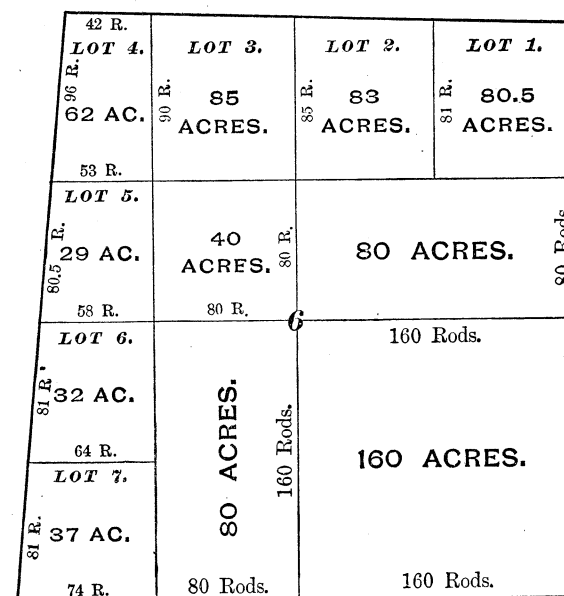 42 R.
LOT 4.
LOT 3.
LOT 2.
LOT 1.
96 R.
62 AC.
90 R.
85
ACRES.
85 R.
83
ACRES.
81 R.
80.5
ACRES.
53 R.
LOT 5.
80.5 R.
29 AC.
40
ACRES.
80 R.
80 ACRES.
80 Rods
58 R.
80 R.
6
LOT 6.
160 Rods.
81 R
32 AC.
80 ACRES.
160 Rods.
160 ACRES.
64 R.
LOT 7.
81 R.
37 AC.
74 R.
80 Rods.
160 Rods.